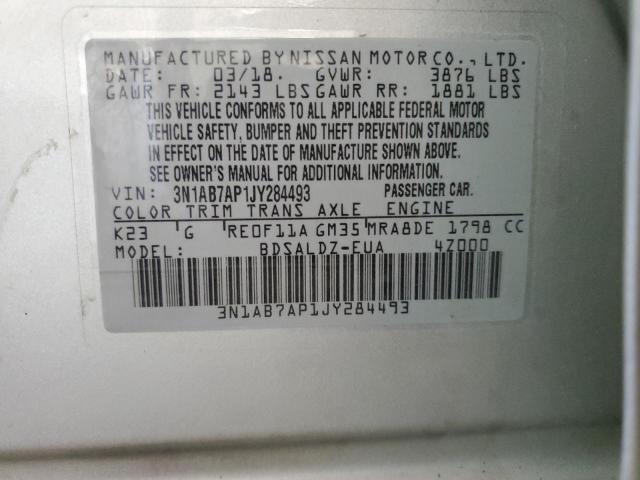 MANUFACTURED BY NISSAN MOTOR CO., LTD.
DATE: 03/18. GVWR: 3876 LBS
GAWR FR: 2143 LBS GAWR RR: 1881 LBS
THIS VEHICLE CONFORMS TO ALL APPLICABLE FEDERAL MOTOR
VEHICLE SAFETY, BUMPER AND THEFT PREVENTION STANDARDS
IN EFFECT ON THE DATE OF MANUFACTURE SHOWN ABOVE.
SEE OWNER'S MANUAL FOR ADDITIONAL INFORMATION.
VIN: 3N1AB7AP1JY284493 PASSENGER CAR.
COLOR TRIM TRANS AXLE ENGINE
K23 G RE0F11A GM35 MRA8DE 1798 CC
MODEL: BDSALDZ-EUA 4Z000
3N1AB7AP1JY284493